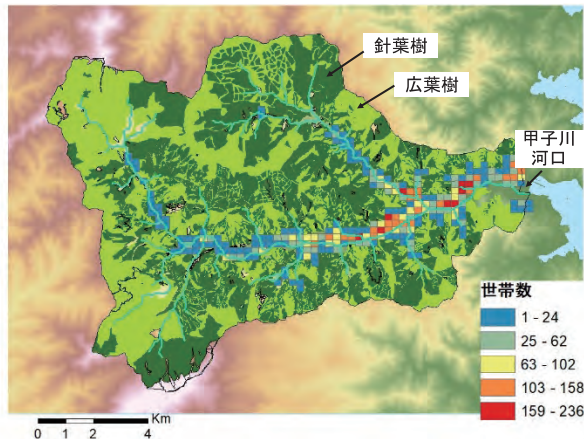 針葉樹
広葉樹
甲子川
河口
世帯数
1 - 24
25 - 62
63 - 102
103 - 158
159 - 236
Km
0 1 2 4